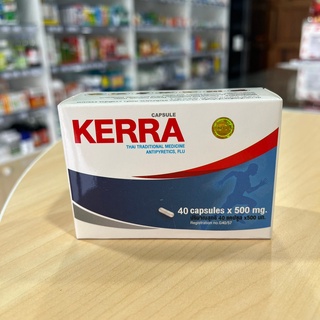 CAPSULE
KERRA
THAI TRADITIONAL MEDICINE
ANTIPYRETICS, FLU
40 capsules x 500 mg.